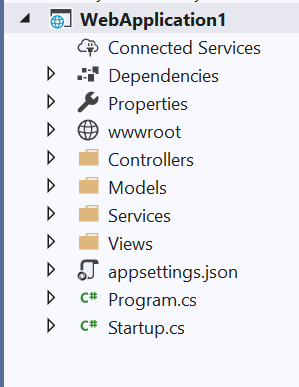 WebApplication1
Connected Services
Dependencies
Properties
wwwroot
Controllers
Models
Services
Views
appsettings.json
C# Program.cs
C# Startup.cs